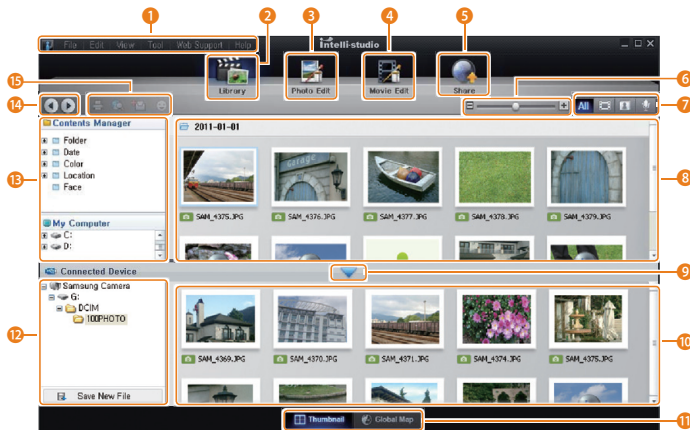 1
2
3
4
5
File Edit View Tool Web Support Help
intelli-studio
Library
Photo Edit
Movie Edit
Share
15
6
14
All
7
Contents Manager
2011-01-01
Folder
Date
Color
Location
Face
13
8
SAM_4375.JPG
SAM_4376.JPG
SAM_4377.JPG
SAM_4378.JPG
SAM_4379.JPG
My Computer
C:
D:
Connected Device
9
Samsung Camera
G:
DCIM
100PHOTO
12
10
SAM_4369.JPG
SAM_4370.JPG
SAM_4371.JPG
SAM_4374.JPG
SAM_4375.JPG
Save New File
Thumbnail
Global Map
11